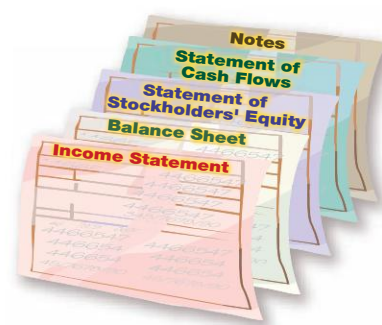 Notes
Statement of
Cash Flows
Statement of
Stockholders' Equity
Balance Sheet
Income Statement